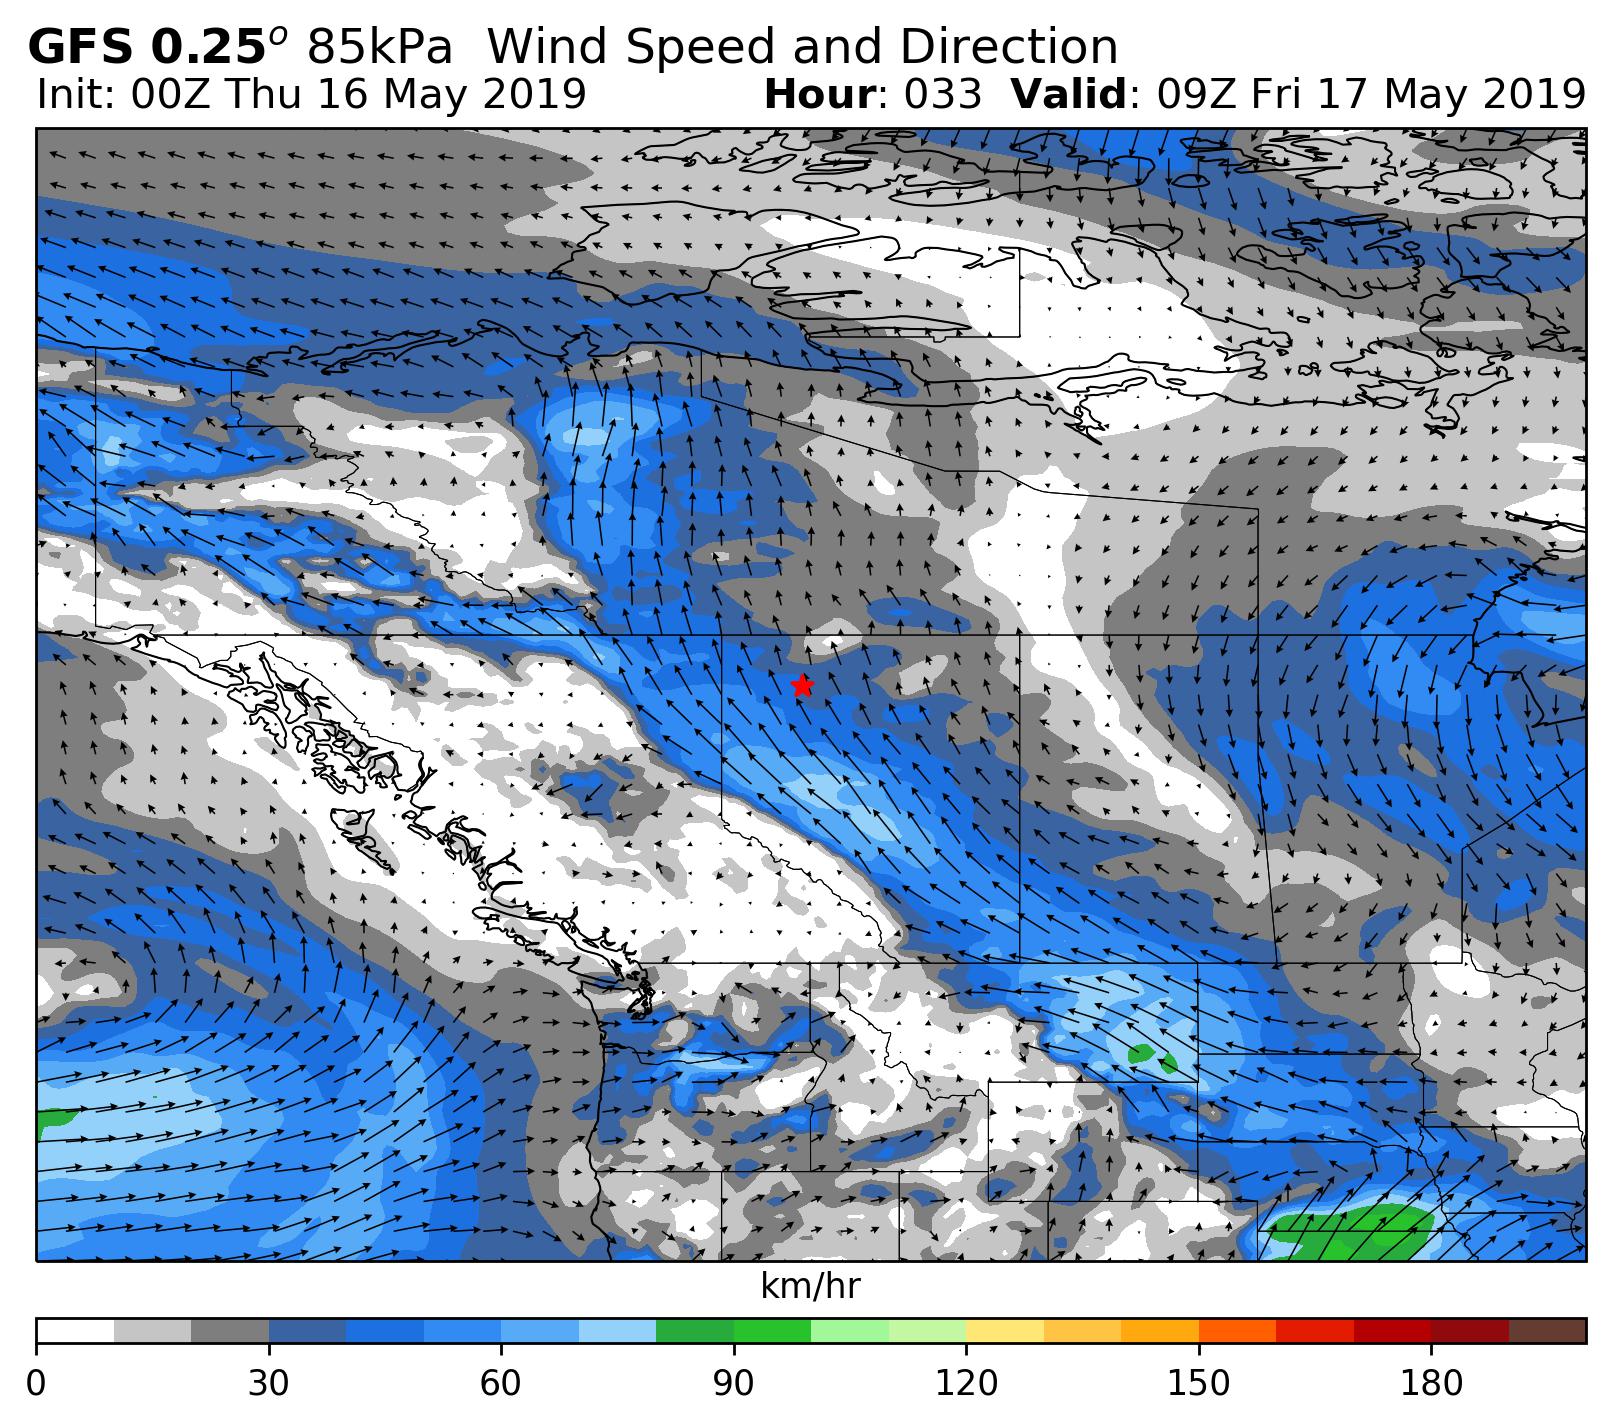 GFS 0.25° 85kPa Wind Speed and Direction
Init: 00Z Thu 16 May 2019 Hour: 033 Valid: 09Z Fri 17 May 2019
km/hr
0 30 60 90 120 150 180